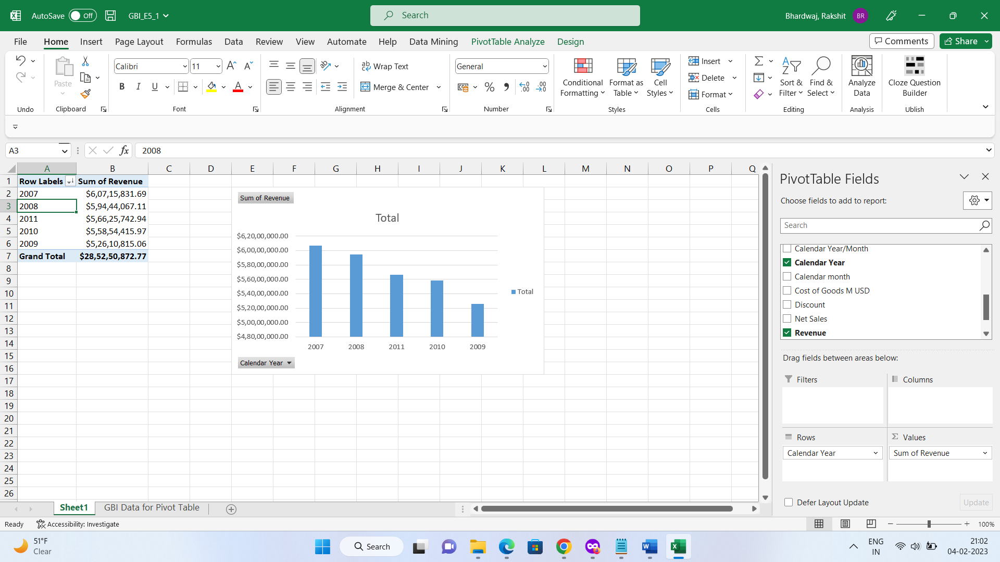 AutoSave Off GBI_E5_1 Search Bhardwaj, Rakshit BR
File Home Insert Page Layout Formulas Data Review View Automate Help Data Mining PivotTable Analyze Design Comments Share
Calibri 11 Wrap Text General Insert
Paste B I U A Merge & Center % Conditional Formatting Format as Table Cell Styles Delete Sort & Filter Find & Select Analyze Data Cloze Question Builder
Format
Undo Clipboard Font Alignment Number Styles Cells Editing Analysis Ublish
A3 fx 2008
A B C D E F G H I J K L M N O P Q
1 Row Labels Sum of Revenue
2 2007 $6,07,15,831.69
3 2008 $5,94,44,067.11
4 2011 $5,66,25,742.94
5 2010 $5,58,54,415.97
6 2009 $5,26,10,815.06
7 Grand Total $28,52,50,872.77
8
9
10
11
12
13
14
15
16
17
18
19
20
21
22
23
24
25
26
Sum of Revenue
Total
$6,20,00,000.00
$6,00,00,000.00
$5,80,00,000.00
$5,60,00,000.00
$5,40,00,000.00
$5,20,00,000.00
$5,00,00,000.00
$4,80,00,000.00
2007 2008 2011 2010 2009
Total
Calendar Year
PivotTable Fields
Choose fields to add to report:
Search
Calendar Year/Month
Calendar Year
Calendar month
Cost of Goods M USD
Discount
Net Sales
Revenue
Drag fields between areas below:
Filters Columns
Rows Values
Calendar Year Sum of Revenue
Defer Layout Update Update
Sheet1 GBI Data for Pivot Table
Ready Accessibility: Investigate 100%
51°F
Clear
Search
ENG
IN
21:02
04-02-2023